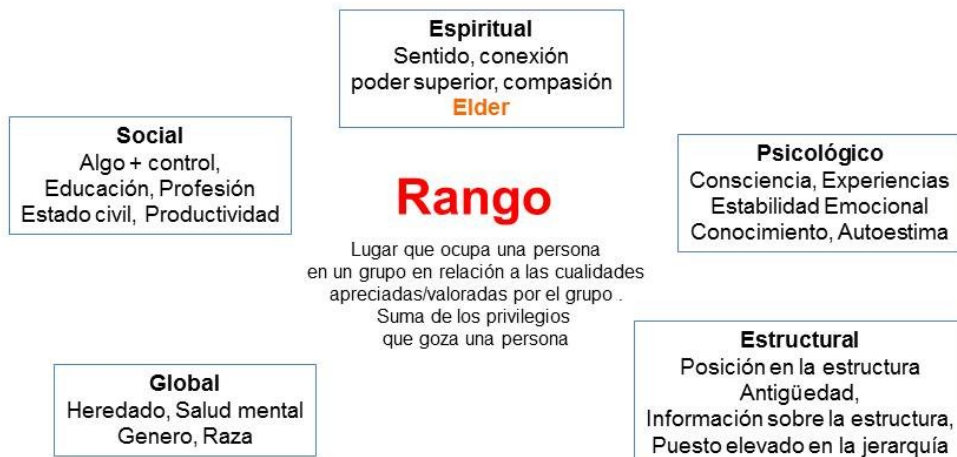 Espiritual
Sentido, conexión
poder superior, compasión
Elder
Social
Algo + control,
Educación, Profesión
Estado civil, Productividad
Psicológico
Consciencia, Experiencias
Estabilidad Emocional
Conocimiento, Autoestima
Rango
Lugar que ocupa una persona
en un grupo en relación a las cualidades
apreciadas/valoradas por el grupo .
Suma de los privilegios
que goza una persona
Global
Heredado, Salud mental
Genero, Raza
Estructural
Posición en la estructura
Antigüedad,
Información sobre la estructura,
Puesto elevado en la jerarquía